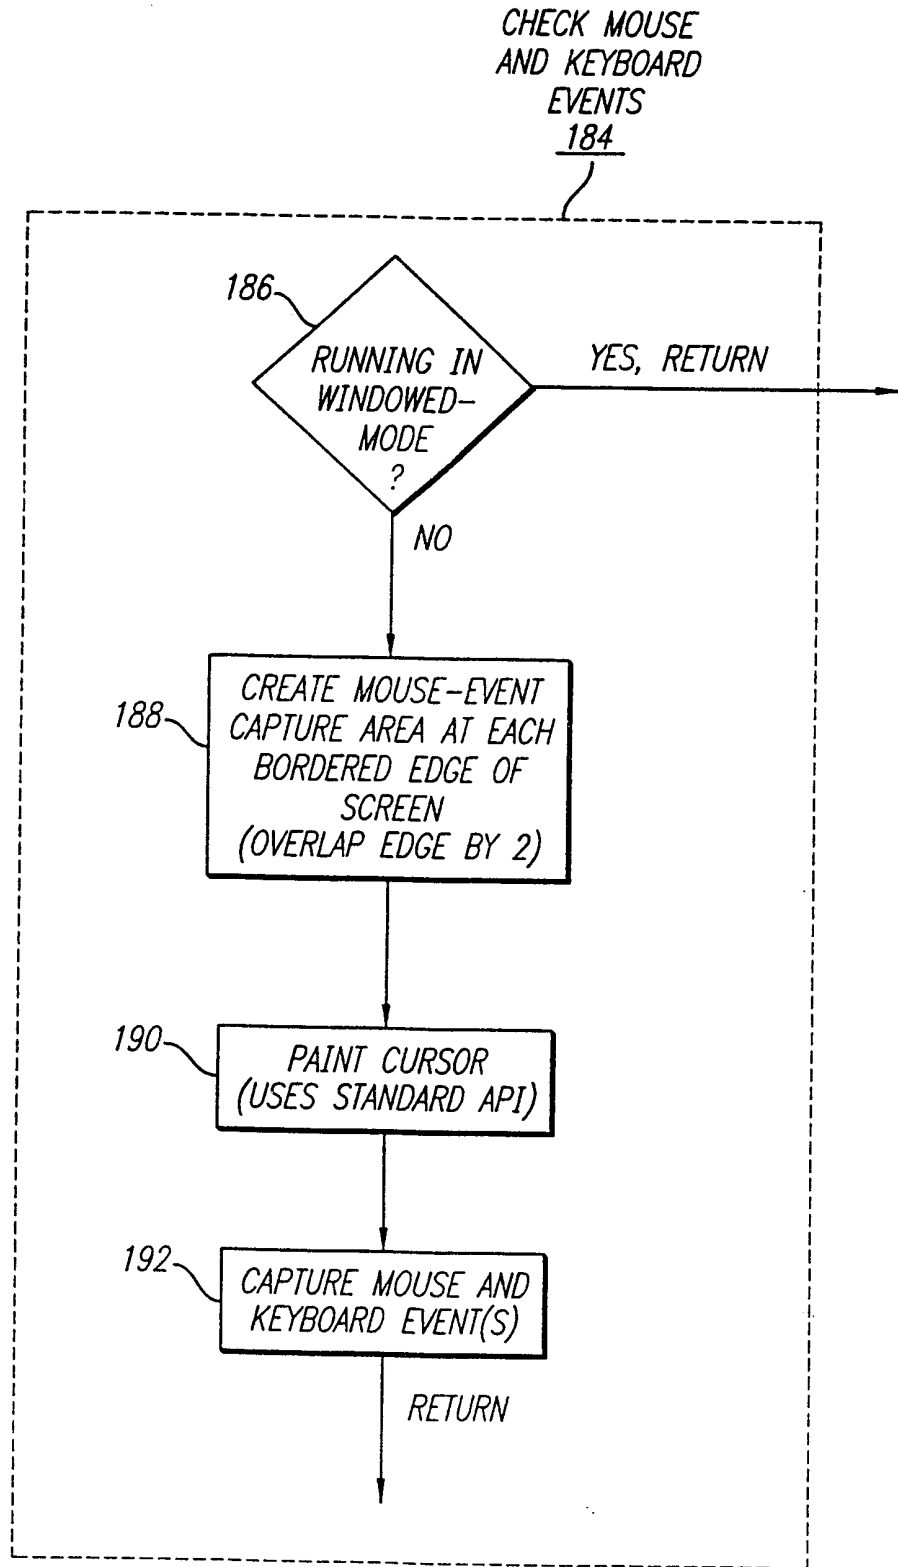 CHECK MOUSE
AND KEYBOARD
EVENTS
184
186
RUNNING IN
WINDOWED-
MODE
?
YES, RETURN
NO
188
CREATE MOUSE-EVENT
CAPTURE AREA AT EACH
BORDERED EDGE OF
SCREEN
(OVERLAP EDGE BY 2)
190
PAINT CURSOR
(USES STANDARD API)
192
CAPTURE MOUSE AND
KEYBOARD EVENT(S)
RETURN